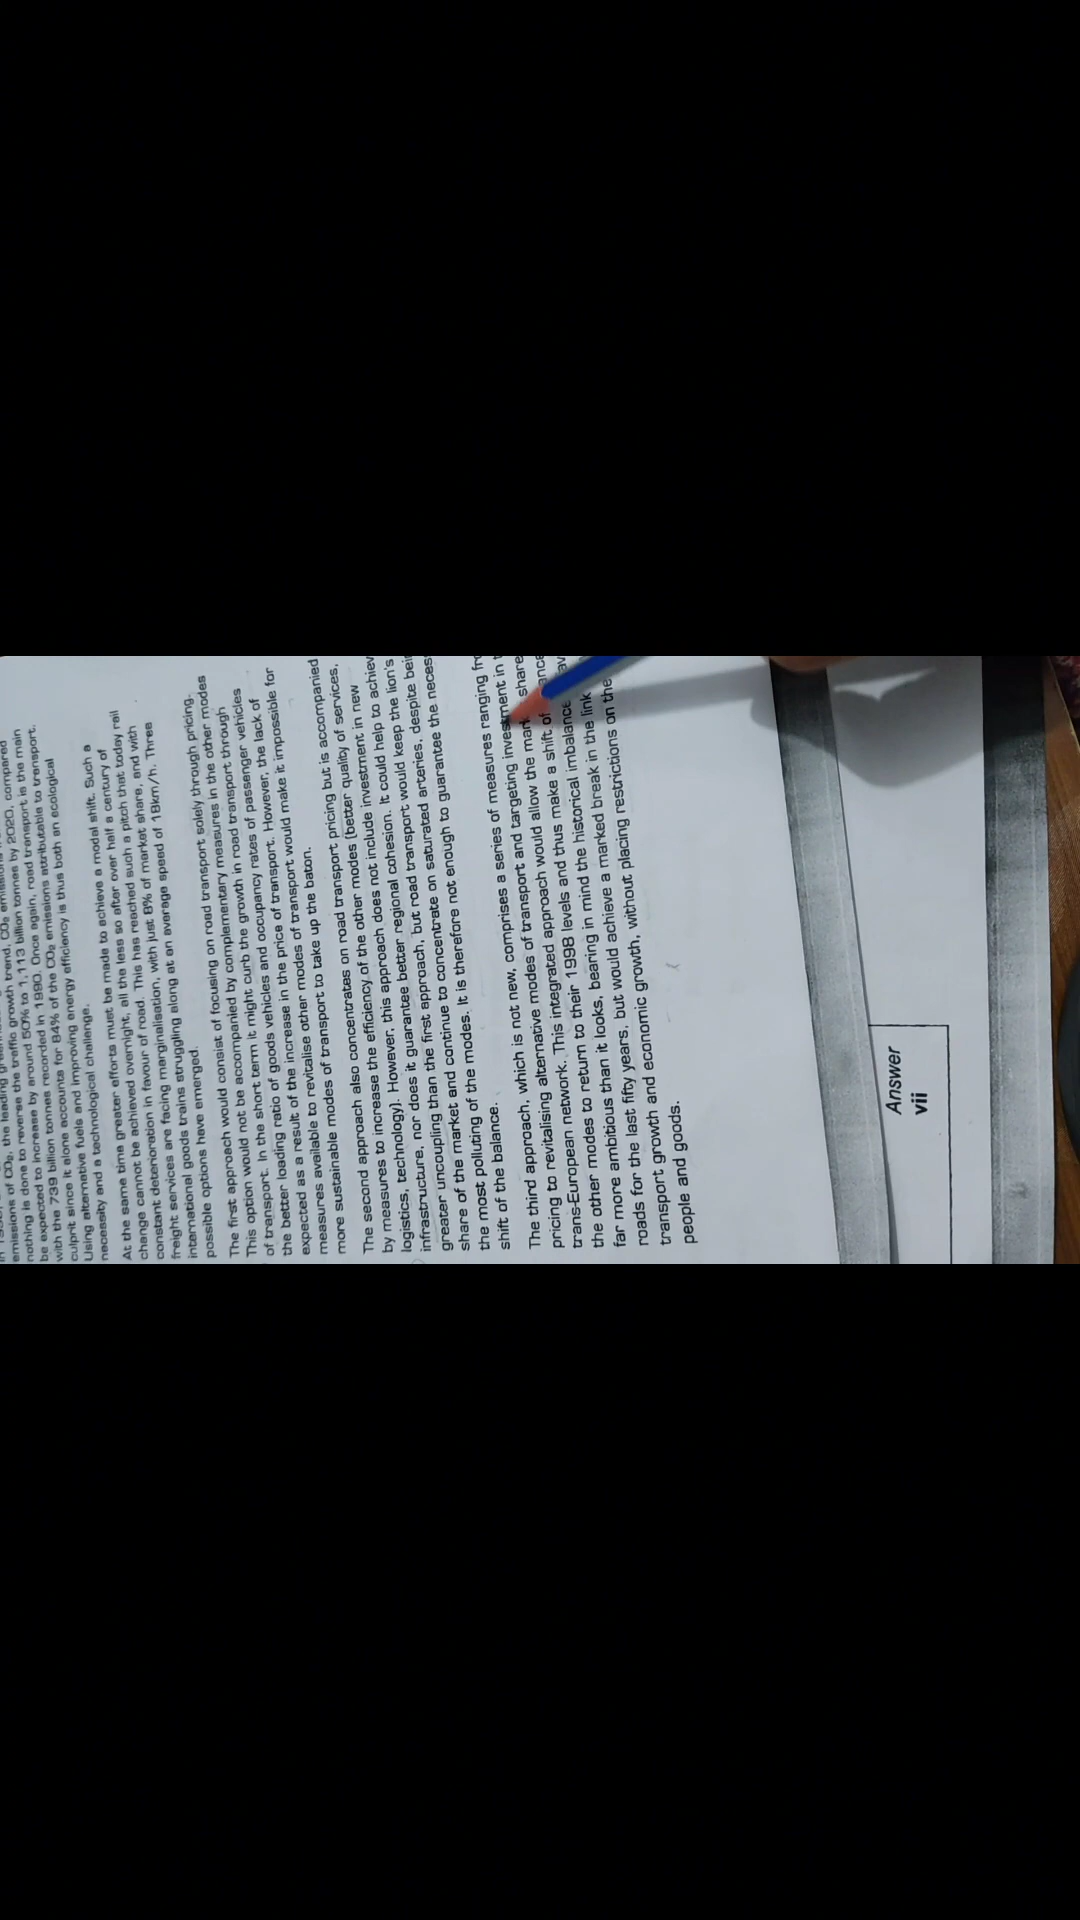 emissions of CO₂, the leading
nothing is done to reverse the traffic growth trend, CO₂
be expected to increase by around 50% to 1,113 billion tonnes by 2020, compared
with the 739 billion tonnes recorded in 1990. Once again, road transport is the main
culprit since it alone accounts for 84% of the CO₂ emissions attributable to transport.
Using alternative fuels and improving energy efficiency is thus both an ecological
necessity and a technological challenge.
At the same time greater efforts must be made to achieve a modal shift. Such a
change cannot be achieved overnight, all the less so after over half a century of
constant deterioration in favour of road. This has reached such a pitch that today rail
freight services are facing marginalisation, with just 8% of market share, and with
international goods trains struggling along at an average speed of 18km/h. Three
possible options have emerged.
The first approach would consist of focusing on road transport solely through pricing.
This option would not be accompanied by complementary measures in the other modes
of transport. In the short term it might curb the growth in road transport through
the better loading ratio of goods vehicles and occupancy rates of passenger vehicles
expected as a result of the increase in the price of transport. However, the lack of
measures available to revitalise other modes of transport would make it impossible for
more sustainable modes of transport to take up the baton.
The second approach also concentrates on road transport pricing but is accompanied
by measures to increase the efficiency of the other modes (better quality of services,
logistics, technology). However, this approach does not include investment in new
infrastructure, nor does it guarantee better regional cohesion. It could help to achiev
greater uncoupling than the first approach, but road transport would keep the lion's
share of the market and continue to concentrate on saturated arteries, despite bei
the most polluting of the modes. It is therefore not enough to guarantee the neces
shift of the balance.
The third approach, which is not new, comprises a series of measures ranging fr
pricing to revitalising alternative modes of transport and targeting investment in t
trans-European network. This integrated approach would allow the share
the other modes to return to their 1998 levels and thus make a shift of
far more ambitious than it looks, bearing in mind the historical imbalance
roads for the last fifty years, but would achieve a marked break in the link
transport growth and economic growth, without placing restrictions on the
people and goods.
Answer
vii